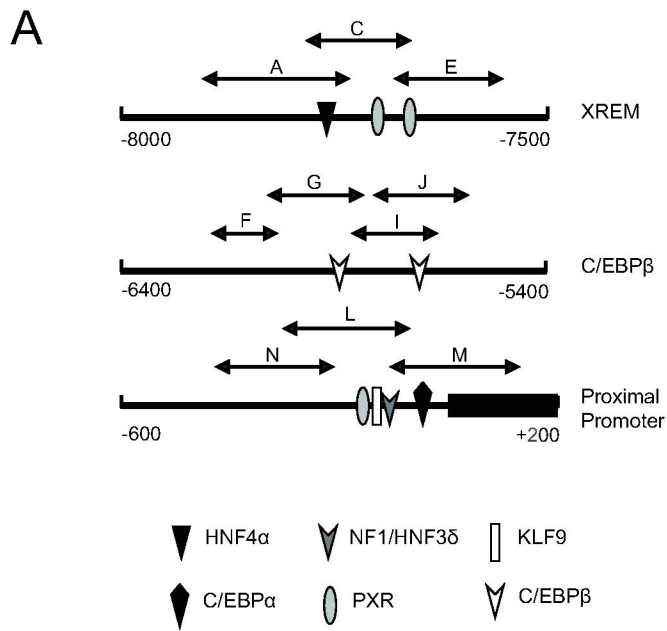 A
C
A E
XREM
-8000 -7500
G J
F I
C/EBPβ
-6400 -5400
L
N M
Proximal
Promoter
-600 +200
HNF4α NF1/HNF3δ KLF9
C/EBPα PXR C/EBPβ